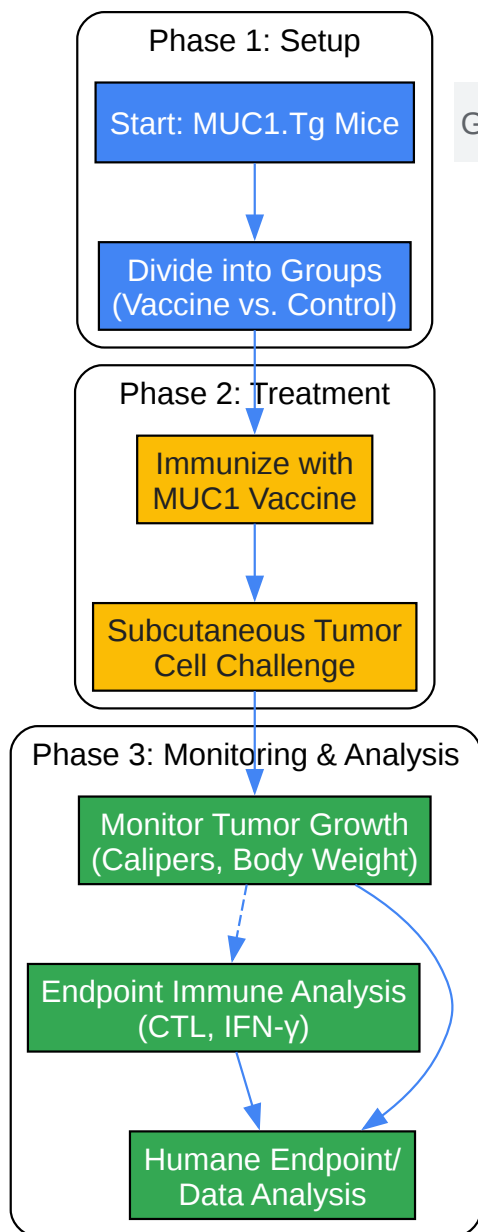 Phase 1: Setup
Start: MUC1.Tg Mice
G
Divide into Groups
(Vaccine vs. Control)
Phase 2: Treatment
Immunize with
MUC1 Vaccine
Subcutaneous Tumor
Cell Challenge
Phase 3: Monitoring & Analysis
Monitor Tumor Growth
(Calipers, Body Weight)
Endpoint Immune Analysis
(CTL, IFN-γ)
Humane Endpoint/
Data Analysis